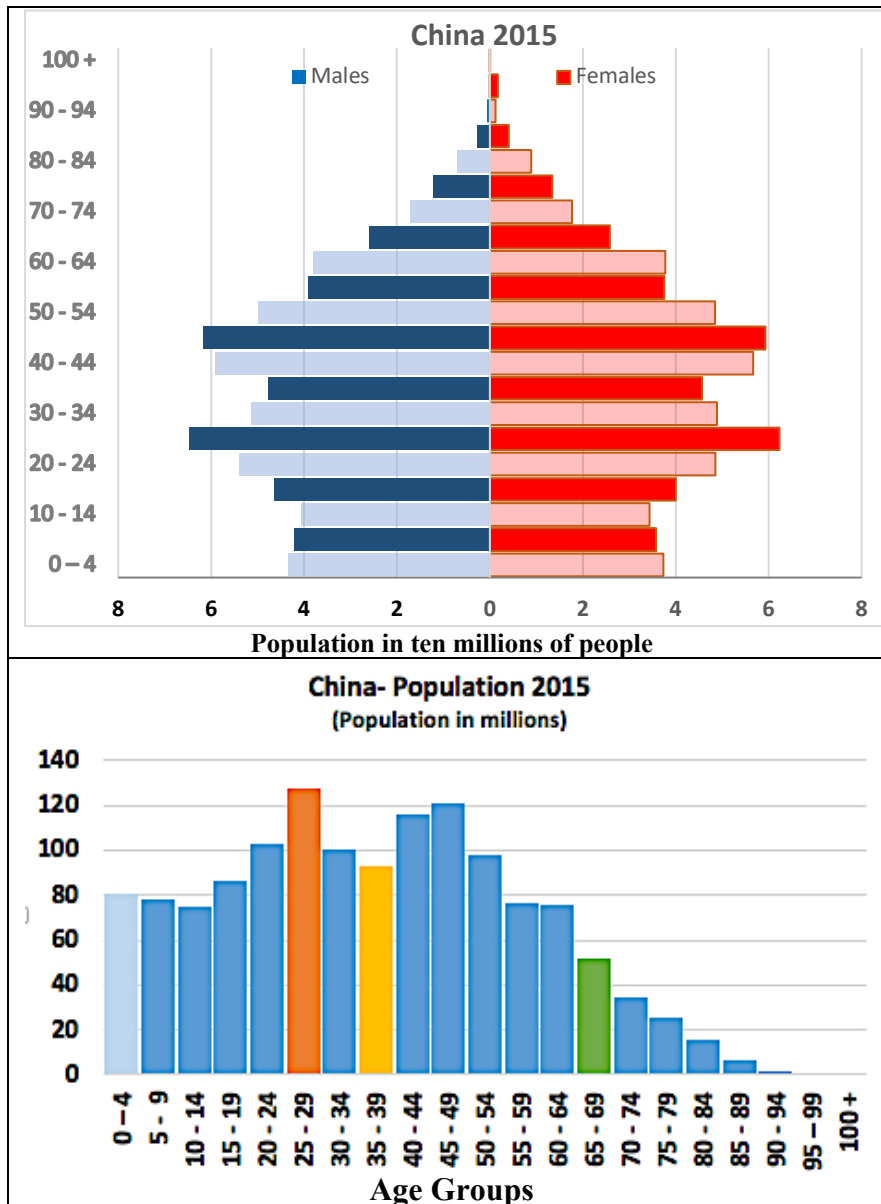 China 2015
Males
Females
100 +
90 - 94
80 - 84
70 - 74
60 - 64
50 - 54
40 - 44
30 - 34
20 - 24
10 - 14
0 – 4
8 6 4 2 0 2 4 6 8
Population in ten millions of people
China- Population 2015
(Population in millions)
140
120
100
80
60
40
20
0
0 – 4
5 - 9
10 - 14
15 - 19
20 - 24
25 - 29
30 - 34
35 - 39
40 - 44
45 - 49
50 - 54
55 - 59
60 - 64
65 - 69
70 - 74
75 - 79
80 - 84
85 - 89
90 - 94
95 – 99
100 +
Age Groups